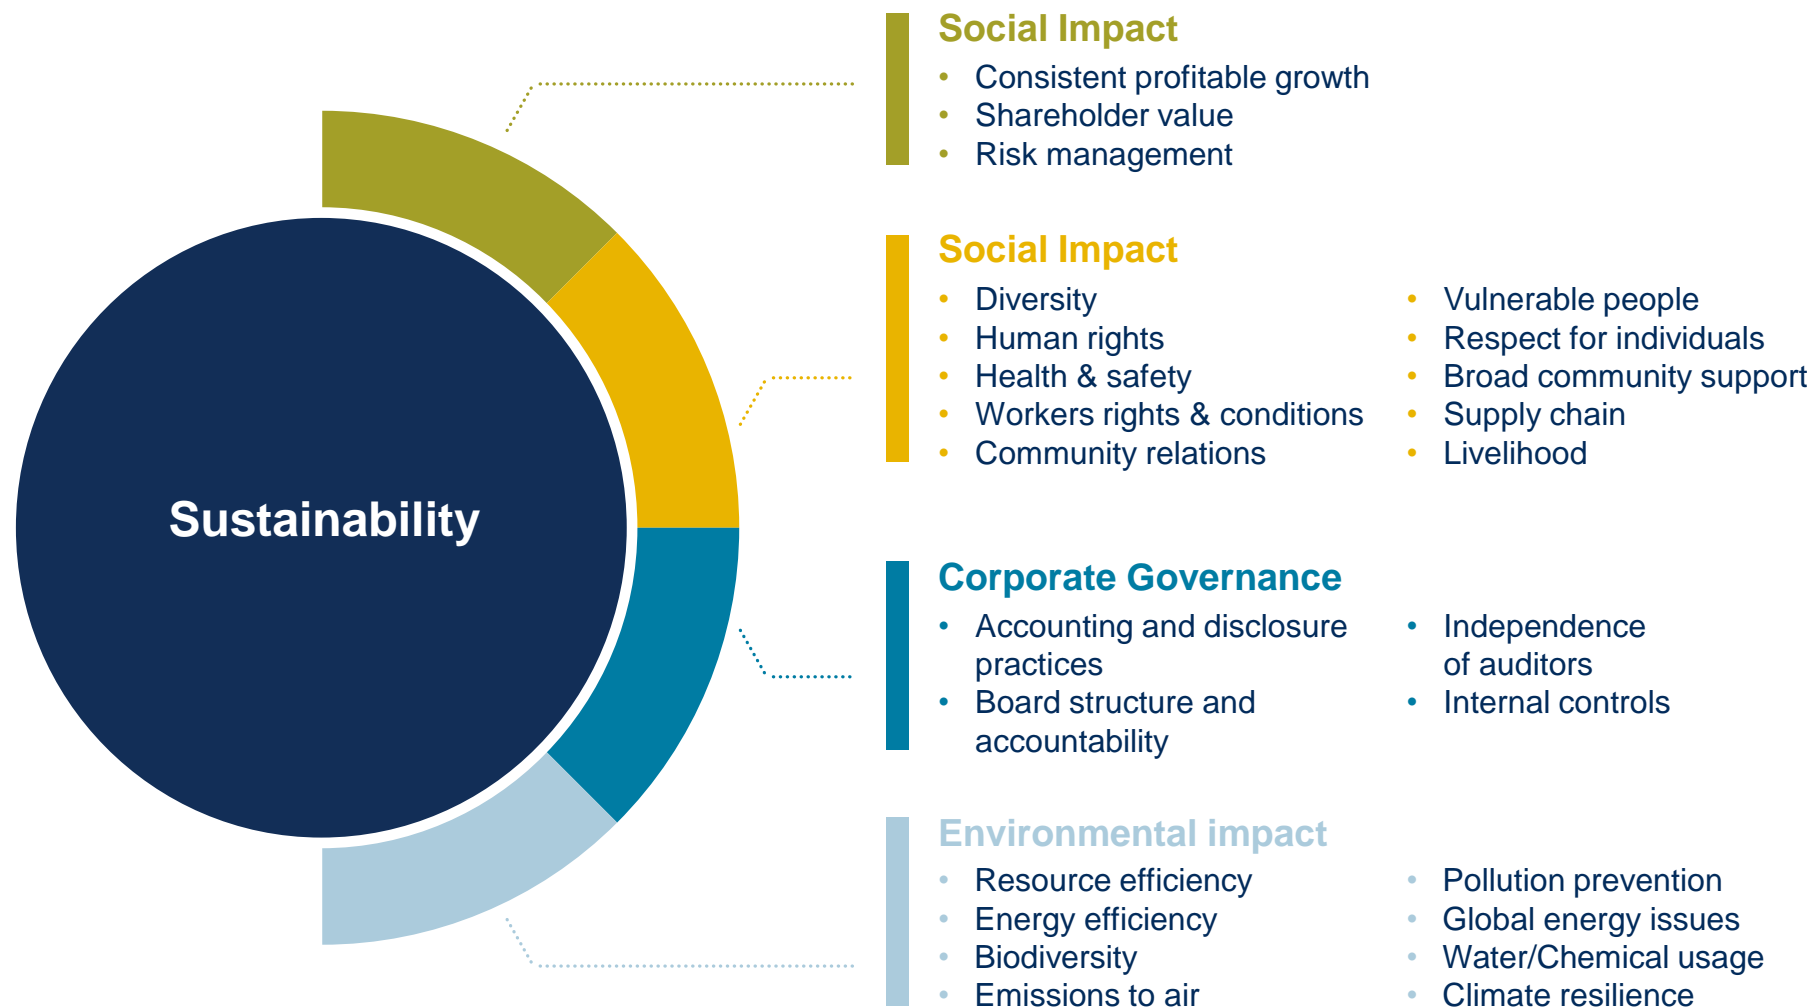 Sustainability
Social Impact
Consistent profitable growth
Shareholder value
Risk management
Social Impact
Diversity
Human rights
Health & safety
Workers rights & conditions
Community relations
Vulnerable people
Respect for individuals
Broad community support
Supply chain
Livelihood
Corporate Governance
Accounting and disclosure
practices
Board structure and
accountability
Independence
of auditors
Internal controls
Environmental impact
Resource efficiency
Energy efficiency
Biodiversity
Emissions to air
Pollution prevention
Global energy issues
Water/Chemical usage
Climate resilience